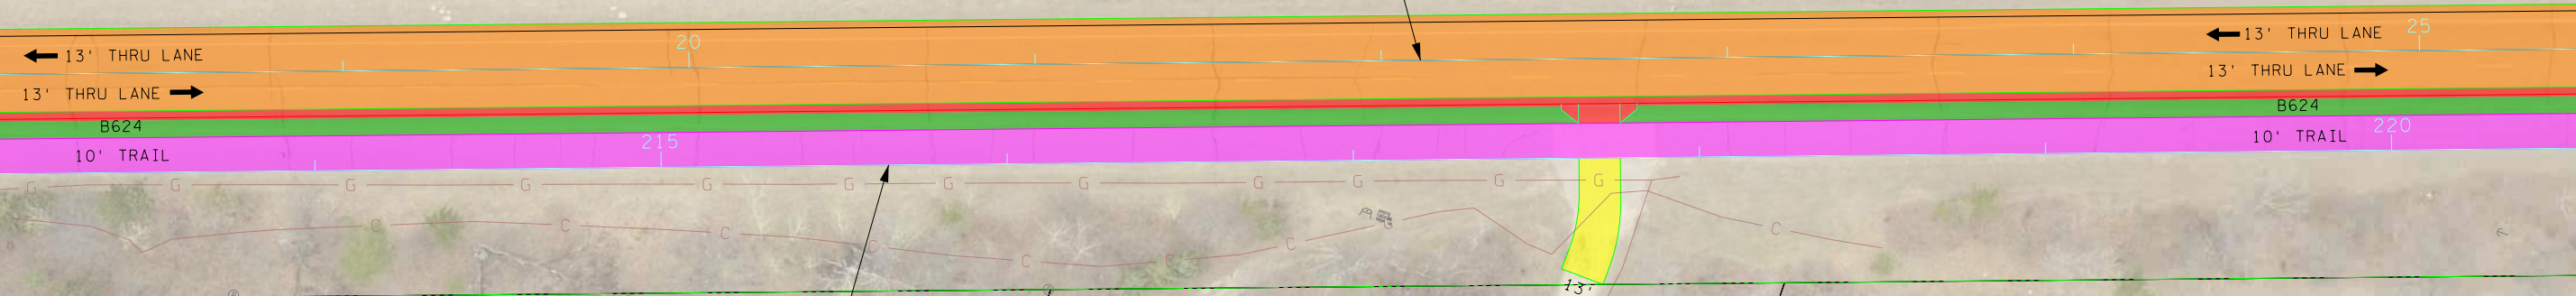 13' THRU LANE
20
13' THRU LANE
25
13' THRU LANE
13' THRU LANE
B624
B624
10' TRAIL
215
10' TRAIL
220
G G G G G G G G G G G
C C C C C C C C
13'